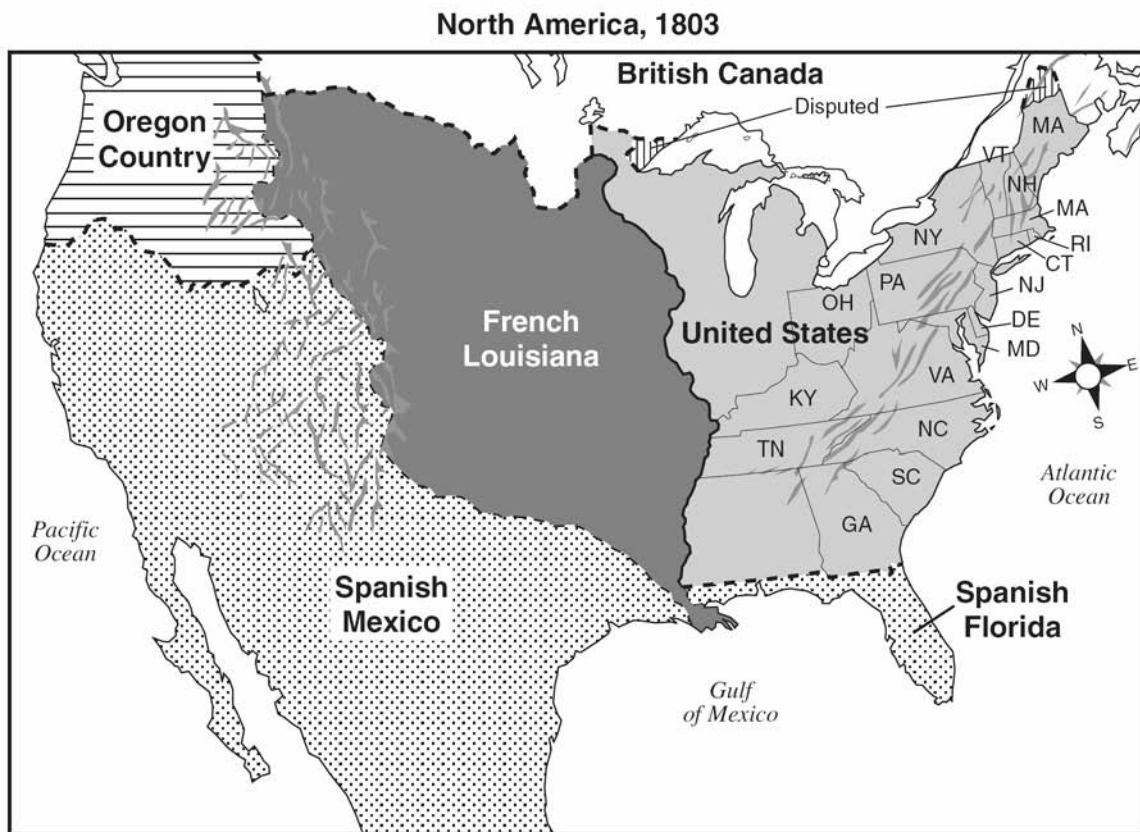 North America, 1803
British Canada
Disputed
Oregon
Country
MA
VT
NH
MA
NY
RI
CT
PA
NJ
OH
French
Louisiana
United States
DE
MD
N
E
W
S
VA
KY
NC
TN
SC
Atlantic
Ocean
GA
Pacific
Ocean
Spanish
Mexico
Spanish
Florida
Gulf
of Mexico